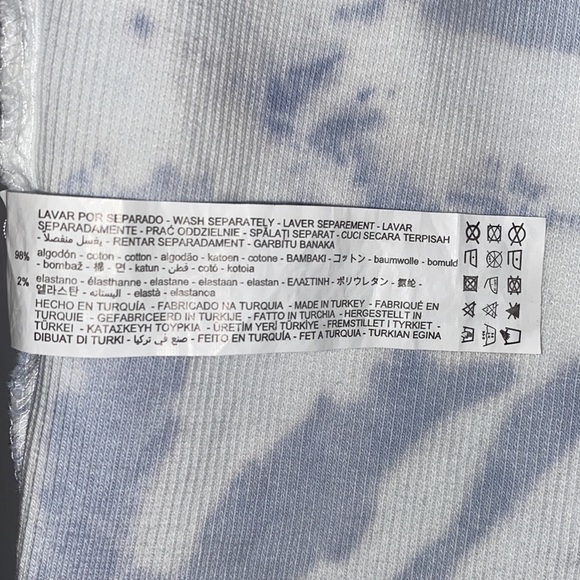 LAVAR POR SEPARADO - WASH SEPARATELY - LAVER SEPAREMENT - LAVAR
SEPARADAMENTE - PRAĆ ODDZIELNIE - SPĂLAȚI SEPARAT - CUCI SECARA TERPISAH
- يغسل منفصلاً - RENTAR SEPARADAMENT - GARBITU BANAKA
98% algodón - coton - cotton - algodão - katoen - cotone - BAMBAKI - コットン - baumwolle - bomuld
- bombaž - 棉 - 면 - katun - قطن - cotó - kotoia
2% elastano - élasthanne - elastane - elastaan - elastan - ΕΛΑΣΤΙΝΗ - ポリウレタン - 氨纶 -
엘라스탄 - اليستانه - elastà - elastanoa
HECHO EN TURQUÍA - FABRICADO NA TURQUIA - MADE IN TURKEY - FABRIQUÉ EN
TURQUIE - GEFABRICEERD IN TURKIJE - FATTO IN TURCHIA - HERGESTELLT IN
TÜRKEI - ΚΑΤΑΣΚΕΥΗ ΤΟΥΡΚΙΑ - ÜRETİM YERİ TÜRKİYE - FREMSTILLET I TYRKIET -
DIBUAT DI TURKI - صنع في تركيا - FEITO EN TURQUÍA - FET A TURQUIA - TURKIAN EGINA